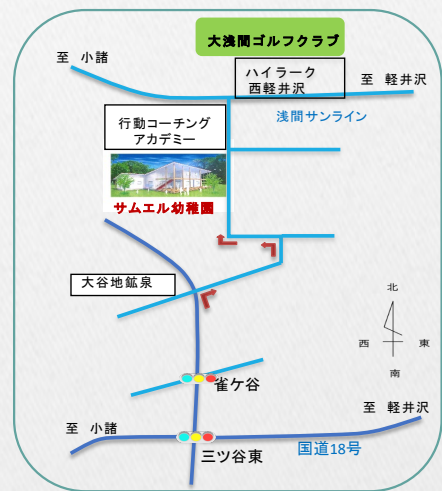 大浅間ゴルフクラブ
至 小諸
ハイラーク
西軽井沢
至 軽井沢
浅間サンライン
行動コーチング
アカデミー
サムエル幼稚園
大谷地鉱泉
北
西 東
南
雀ケ谷
至 軽井沢
至 小諸
国道18号
三ツ谷東